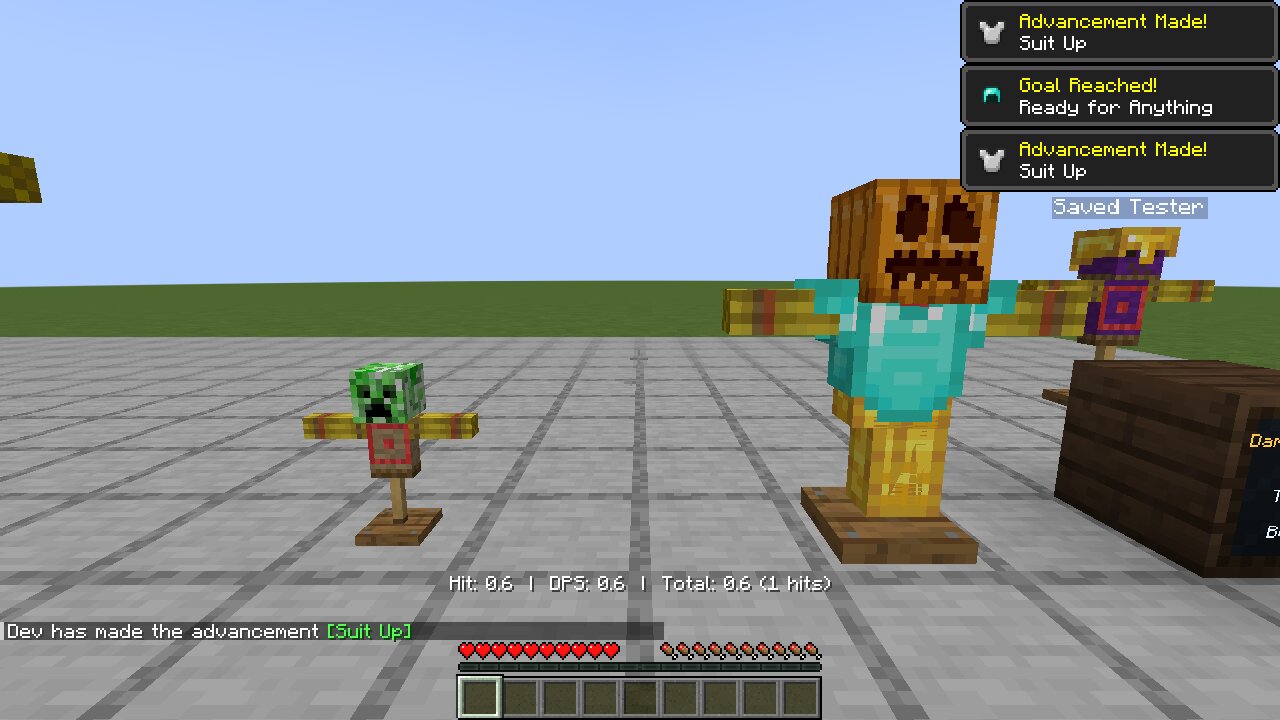 Advancement Made!
Suit Up
Goal Reached!
Ready for Anything
Advancement Made!
Suit Up
Saved Tester
Hit: 0.6 | DPS: 0.6 | Total: 0.6 (1 hits)
Dev has made the advancement [Suit Up]